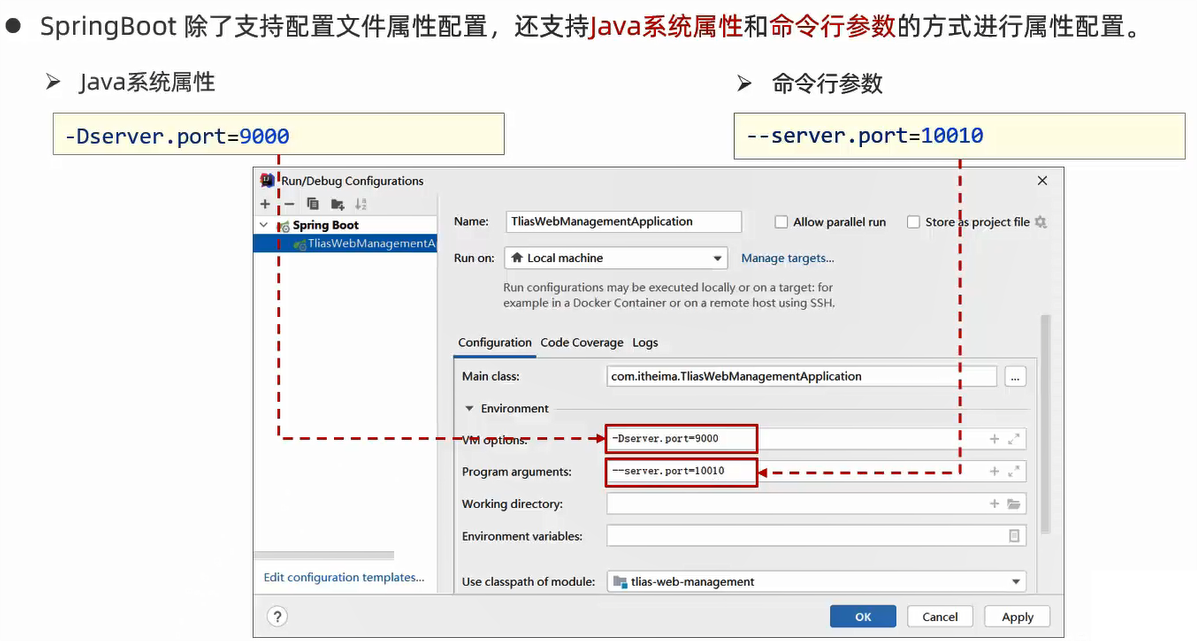 ● SpringBoot 除了支持配置文件属性配置，还支持Java系统属性和命令行参数的方式进行属性配置。
➢ Java系统属性
➢ 命令行参数
-Dserver.port=9000
--server.port=10010
Run/Debug Configurations
Spring Boot
TliasWebManagementAp
Name: TliasWebManagementApplication
Allow parallel run
Store as project file
Run on: Local machine
Manage targets...
Run configurations may be executed locally or on a target: for
example in a Docker Container or on a remote host using SSH.
Configuration Code Coverage Logs
Main class: com.itheima.TliasWebManagementApplication ...
Environment
VM options: -Dserver.port=9000
Program arguments: --server.port=10010
Working directory:
Environment variables:
Edit configuration templates...
Use classpath of module: tlias-web-management
? OK Cancel Apply